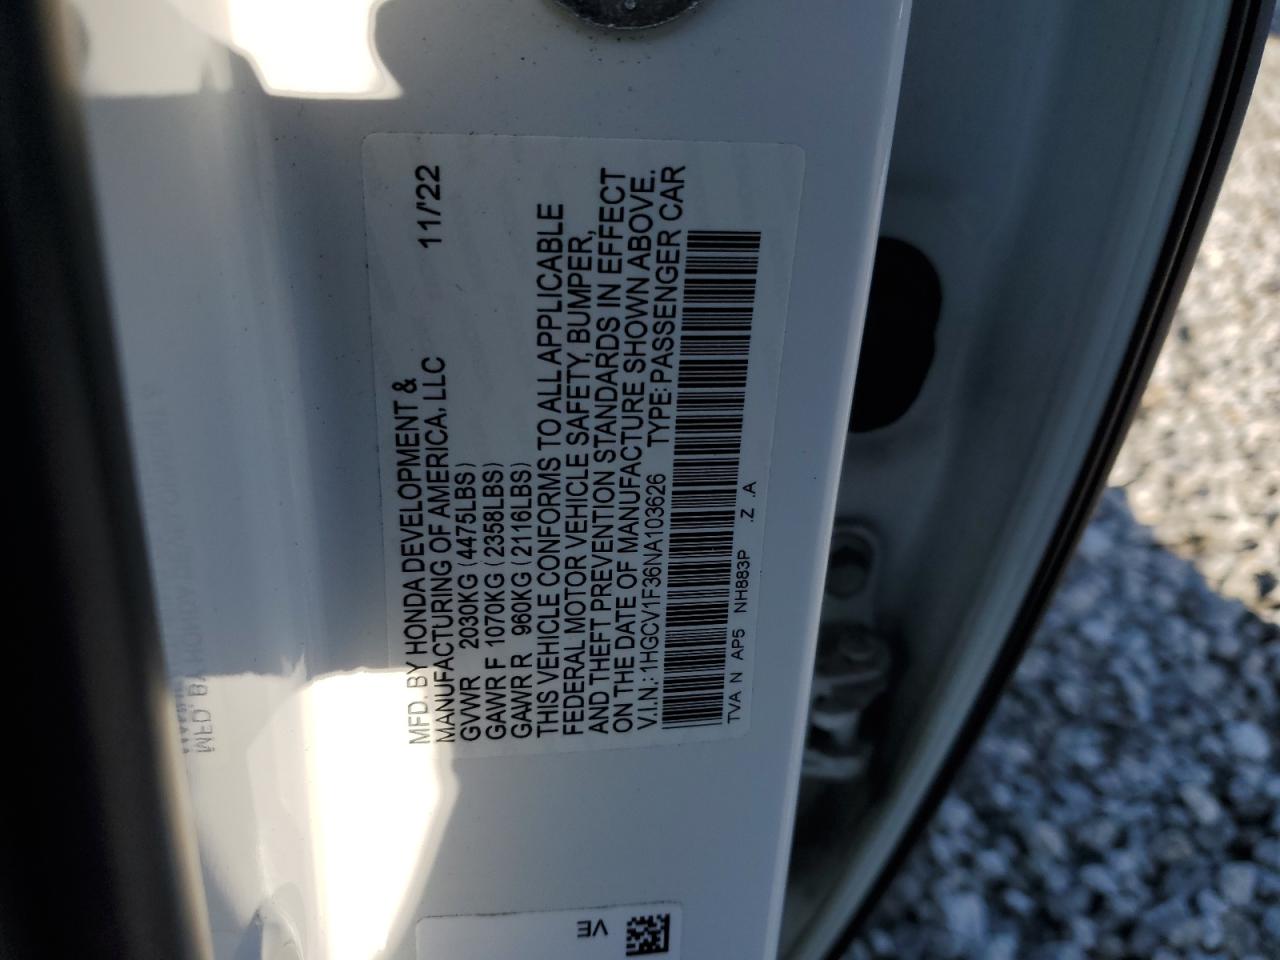 MFD. BY HONDA DEVELOPMENT &
MANUFACTURING OF AMERICA, LLC 11/'22
GVWR 2030KG (4475LBS)
GAWR F 1070KG (2358LBS)
GAWR R 960KG (2116LBS)
THIS VEHICLE CONFORMS TO ALL APPLICABLE
FEDERAL MOTOR VEHICLE SAFETY, BUMPER,
AND THEFT PREVENTION STANDARDS IN EFFECT
ON THE DATE OF MANUFACTURE SHOWN ABOVE.
V.I.N.: 1HGCV1F36NA103626 TYPE: PASSENGER CAR
TVA N AP5 NH883P .Z .A
VE